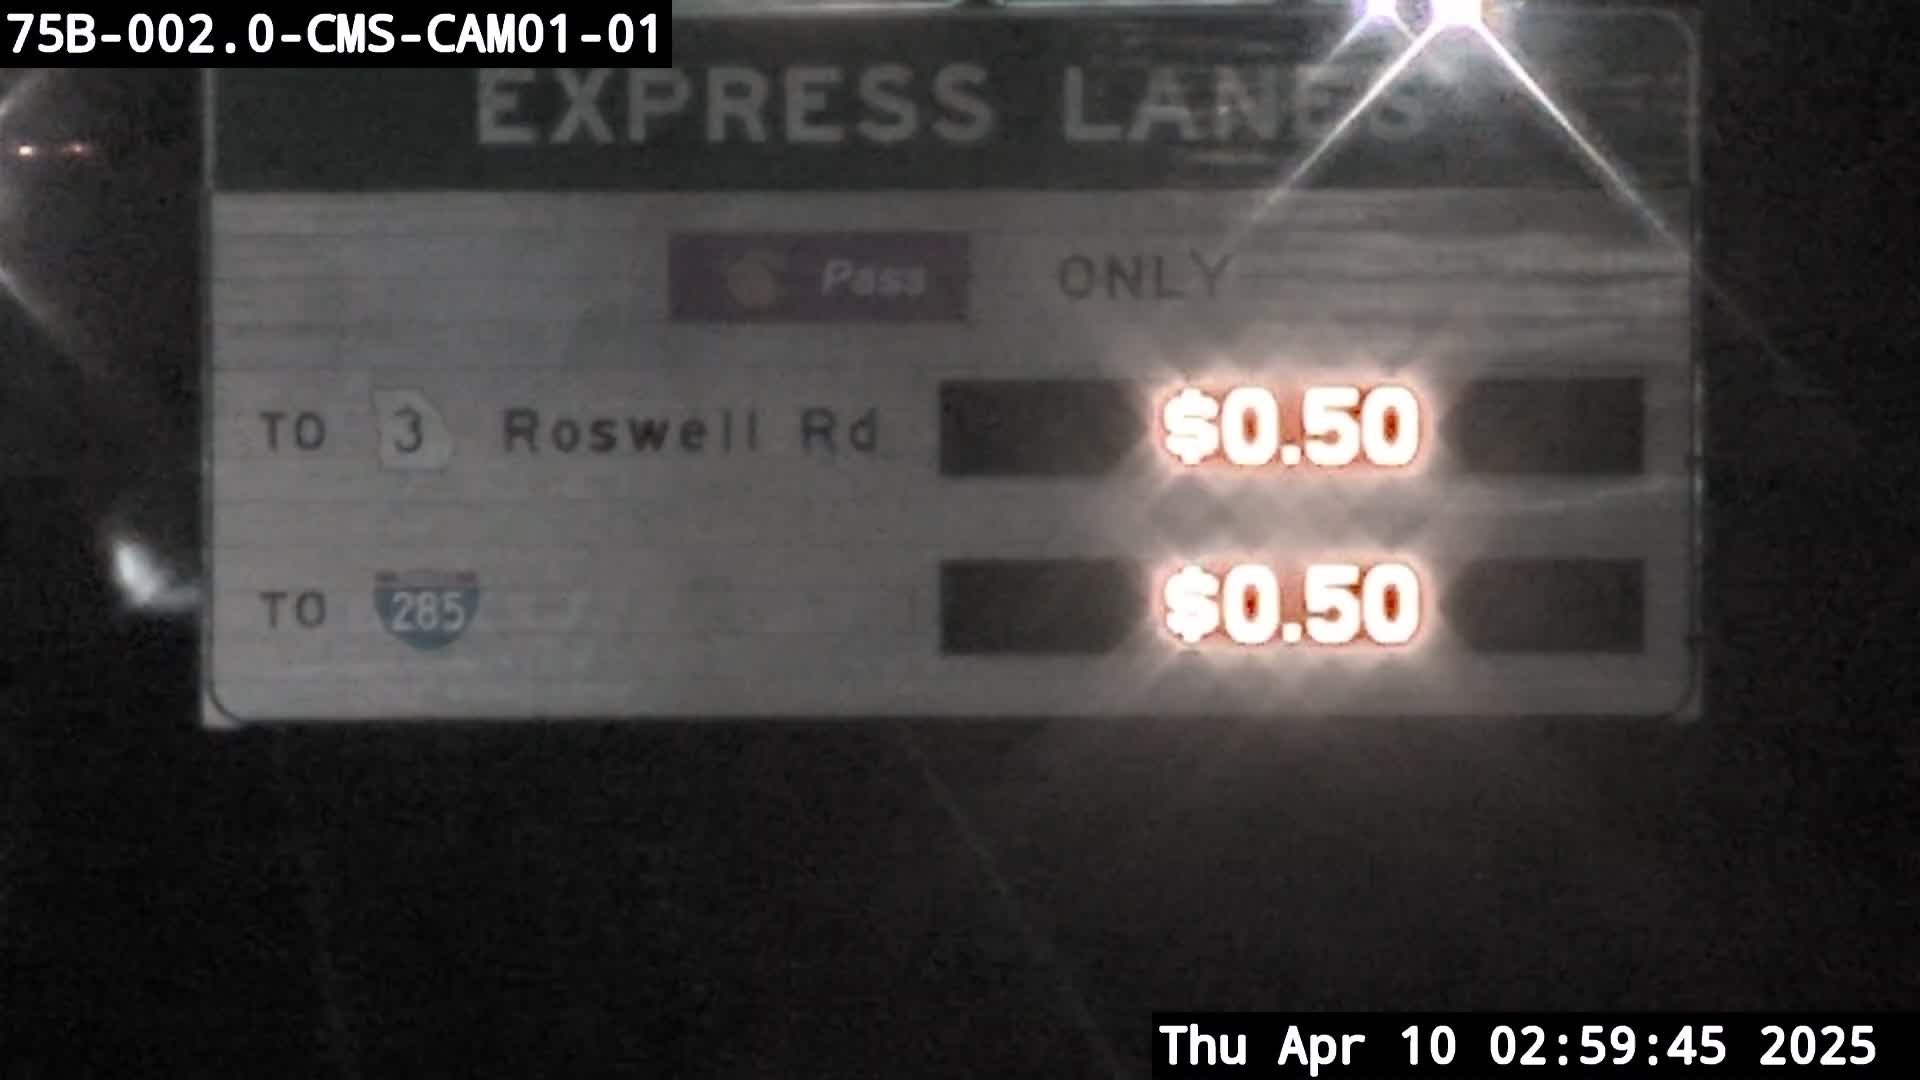 75B-002.0-CMS-CAM01-01
EXPRESS LANES
Pass ONLY
TO 3 Roswell Rd $0.50
TO 285 $0.50
Thu Apr 10 02:59:45 2025